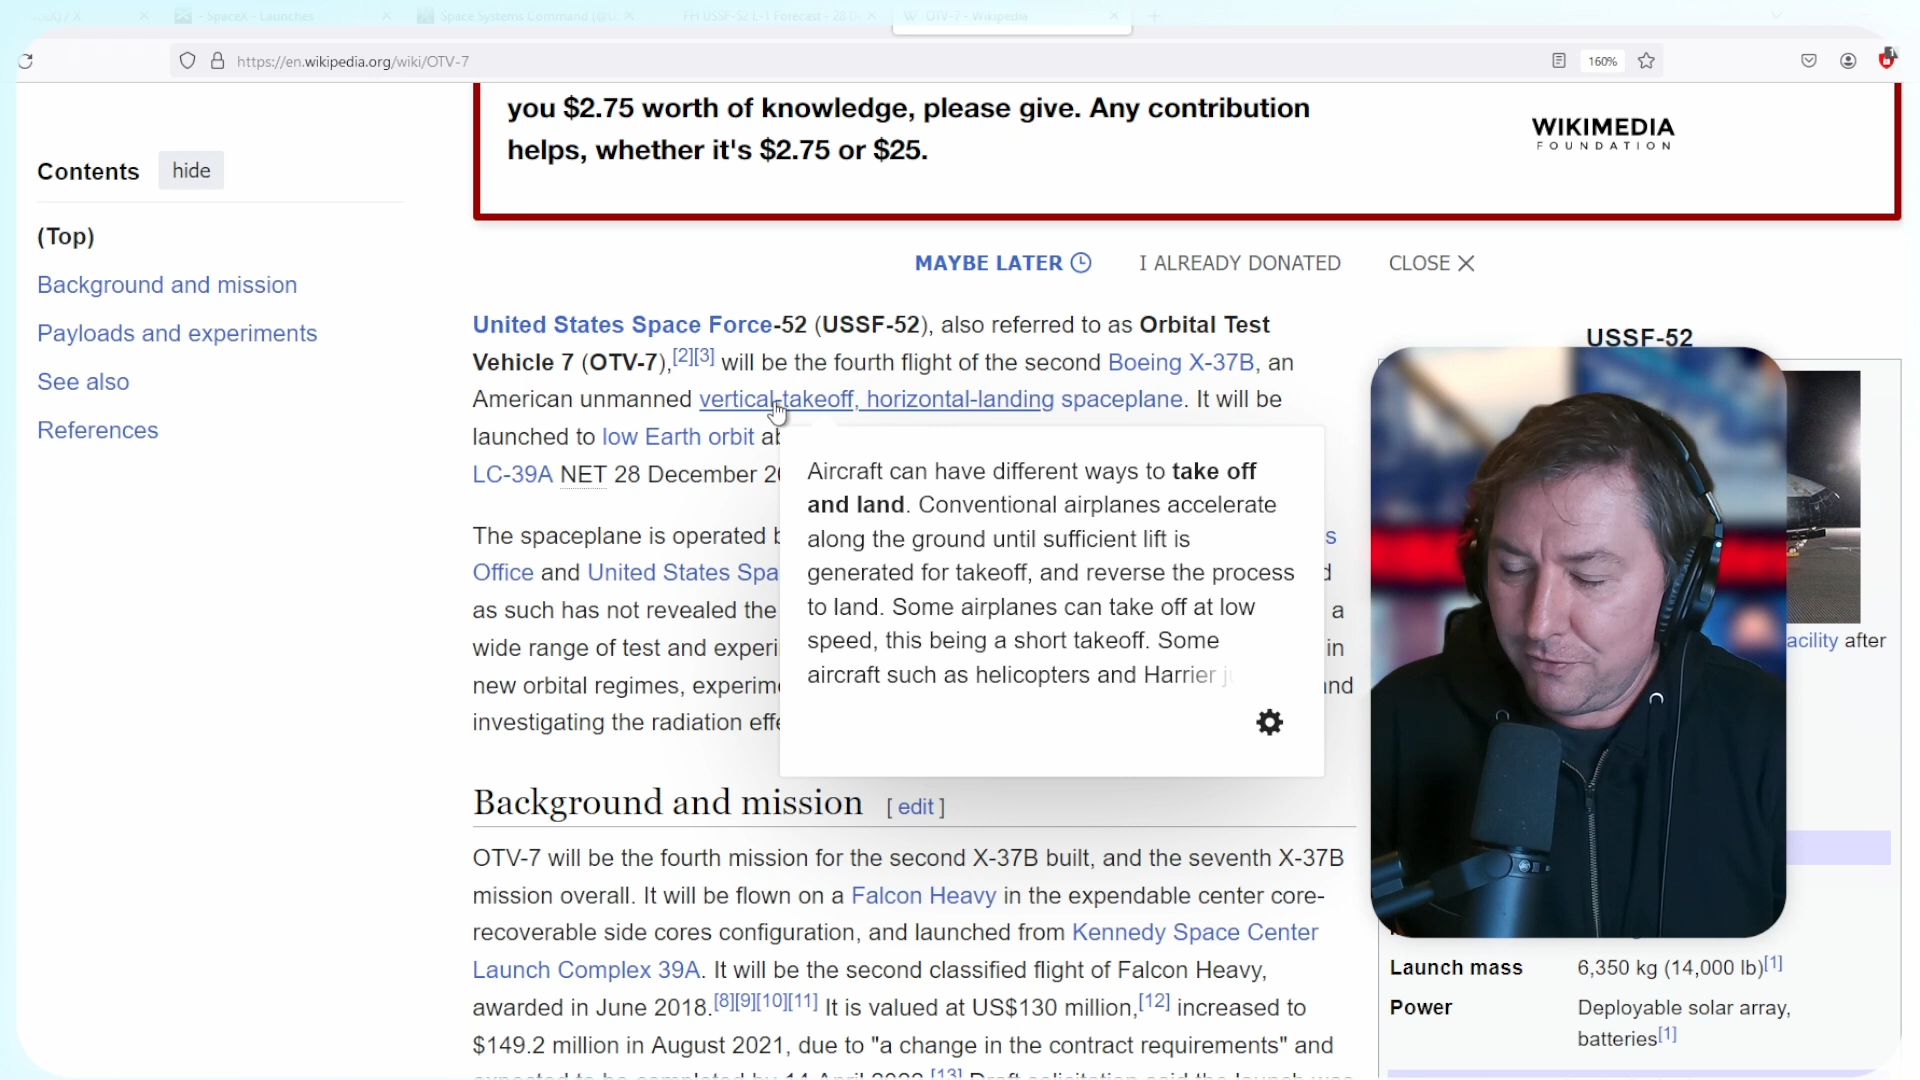 - SpaceX - Launches
Space Systems Command (@
FH USSF-52 L-1 Forecast - 28
OTV-7 - Wikipedia
https://en.wikipedia.org/wiki/OTV-7
160%
you $2.75 worth of knowledge, please give. Any contribution
helps, whether it's $2.75 or $25.
WIKIMEDIA
FOUNDATION
Contents hide
(Top)
Background and mission
Payloads and experiments
See also
References
MAYBE LATER
I ALREADY DONATED
CLOSE
United States Space Force-52 (USSF-52), also referred to as Orbital Test
Vehicle 7 (OTV-7),[2][3] will be the fourth flight of the second Boeing X-37B, an
American unmanned vertical-takeoff, horizontal-landing spaceplane. It will be
launched to low Earth orbit
LC-39A NET 28 December
The spaceplane is operated
Office and United States
as such has not revealed the a
wide range of test and in
new orbital regimes,
investigating the radiation
Aircraft can have different ways to take off
and land. Conventional airplanes accelerate
along the ground until sufficient lift is
generated for takeoff, and reverse the process
to land. Some airplanes can take off at low
speed, this being a short takeoff. Some
aircraft such as helicopters and Harrier
Background and mission [ edit ]
OTV-7 will be the fourth mission for the second X-37B built, and the seventh X-37B
mission overall. It will be flown on a Falcon Heavy in the expendable center core-
recoverable side cores configuration, and launched from Kennedy Space Center
Launch Complex 39A. It will be the second classified flight of Falcon Heavy,
awarded in June 2018.[8][9][10][11] It is valued at US$130 million,[12] increased to
$149.2 million in August 2021, due to "a change in the contract requirements" and
USSF-52
after
Launch mass 6,350 kg (14,000 lb)[1]
Power Deployable solar array,
batteries[1]